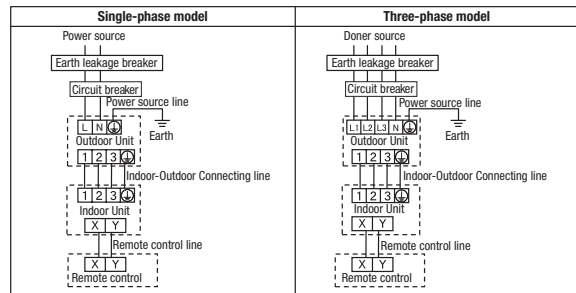 Single-phase model
Power source
Earth leakage breaker
Circuit breaker
Power source line
L N
Earth
Outdoor Unit
1 2 3
Indoor-Outdoor Connecting line
1 2 3
Indoor Unit
X Y
Remote control line
X Y
Remote control
Three-phase model
Doner source
Earth leakage breaker
Circuit breaker
Power source line
L1 L2 L3 N
Earth
Outdoor Unit
1 2 3
Indoor-Outdoor Connecting line
1 2 3
Indoor Unit
X Y
Remote control line
X Y
Remote control